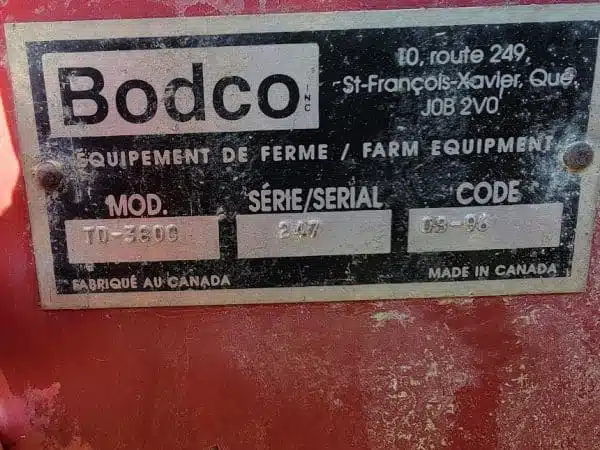 Bodco INC
10, route 249,
St-François-Xavier, Qué.
J0B 2V0
ÉQUIPEMENT DE FERME / FARM EQUIPMENT
MOD. SÉRIE/SERIAL CODE
TD-3600 247 09-96
FABRIQUÉ AU CANADA MADE IN CANADA